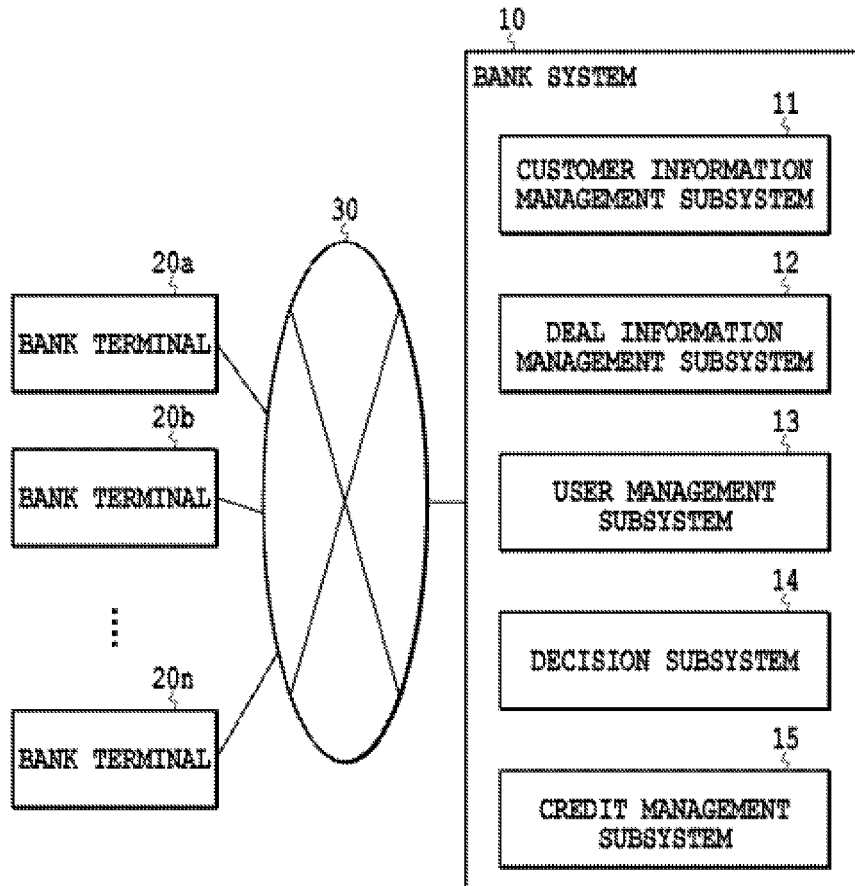 10
BANK SYSTEM
11
CUSTOMER INFORMATION
MANAGEMENT SUBSYSTEM
30
20a
BANK TERMINAL
12
DEAL INFORMATION
MANAGEMENT SUBSYSTEM
20b
BANK TERMINAL
13
USER MANAGEMENT
SUBSYSTEM
14
DECISION SUBSYSTEM
20n
BANK TERMINAL
15
CREDIT MANAGEMENT
SUBSYSTEM